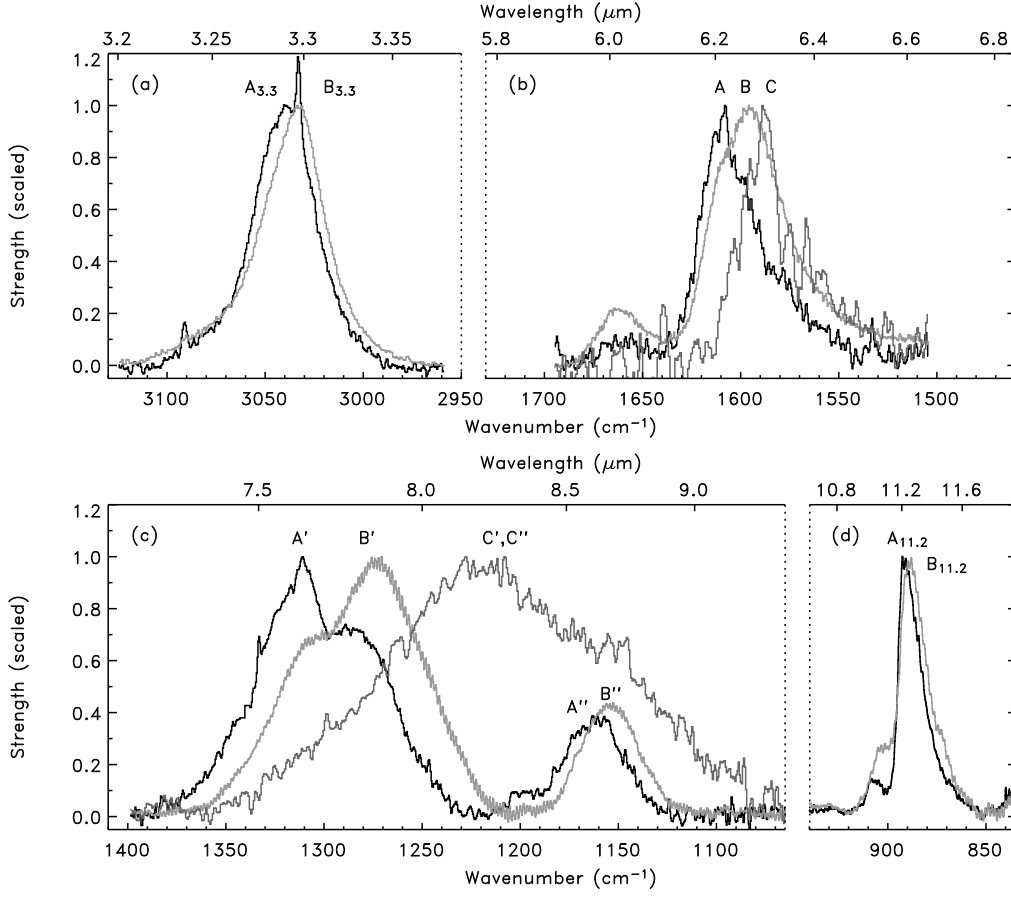 Wavelength (μm)
3.2 3.25 3.3 3.35 5.8 6.0 6.2 6.4 6.6 6.8
1.2
(a) A3.3 B3.3 (b) A B C
1.0
0.8
0.6
0.4
0.2
0.0
Strength (scaled)
3100 3050 3000 2950 1700 1650 1600 1550 1500
Wavenumber (cm−1)
Wavelength (μm)
7.5 8.0 8.5 9.0 10.8 11.2 11.6
1.2
(c) A' B' C',C'' (d) A11.2
B11.2
1.0
0.8
0.6
A'' B''
0.4
0.2
0.0
Strength (scaled)
1400 1350 1300 1250 1200 1150 1100 900 850
Wavenumber (cm−1)